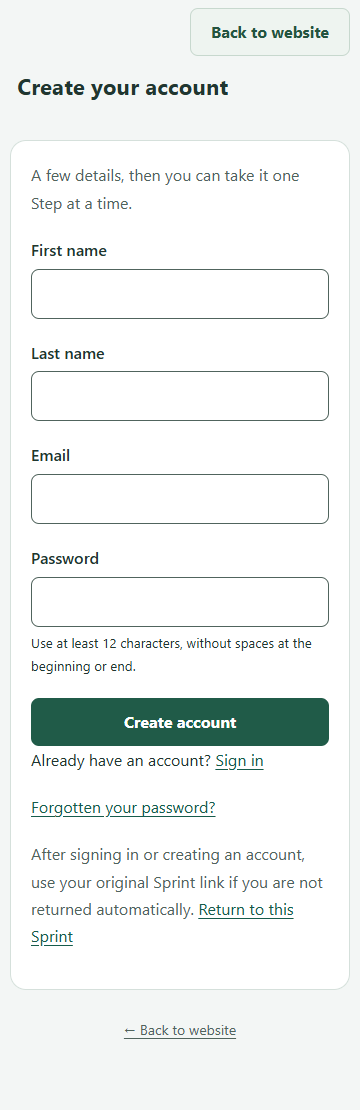 Back to website
Create your account
A few details, then you can take it one
Step at a time.
First name
Last name
Email
Password
Use at least 12 characters, without spaces at the
beginning or end.
Create account
Already have an account? Sign in
Forgotten your password?
After signing in or creating an account,
use your original Sprint link if you are not
returned automatically. Return to this
Sprint
← Back to website